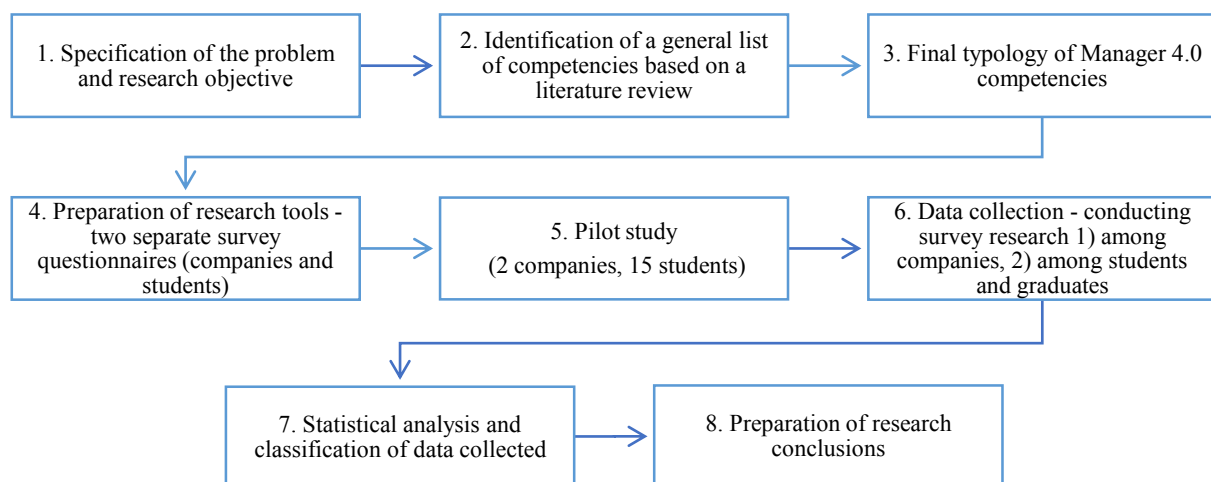 1. Specification of the problem
and research objective
2. Identification of a general list
of competencies based on a
literature review
3. Final typology of Manager 4.0
competencies
4. Preparation of research tools -
two separate survey
questionnaires (companies and
students)
5. Pilot study
(2 companies, 15 students)
6. Data collection - conducting
survey research 1) among
companies, 2) among students
and graduates
7. Statistical analysis and
classification of data collected
8. Preparation of research
conclusions